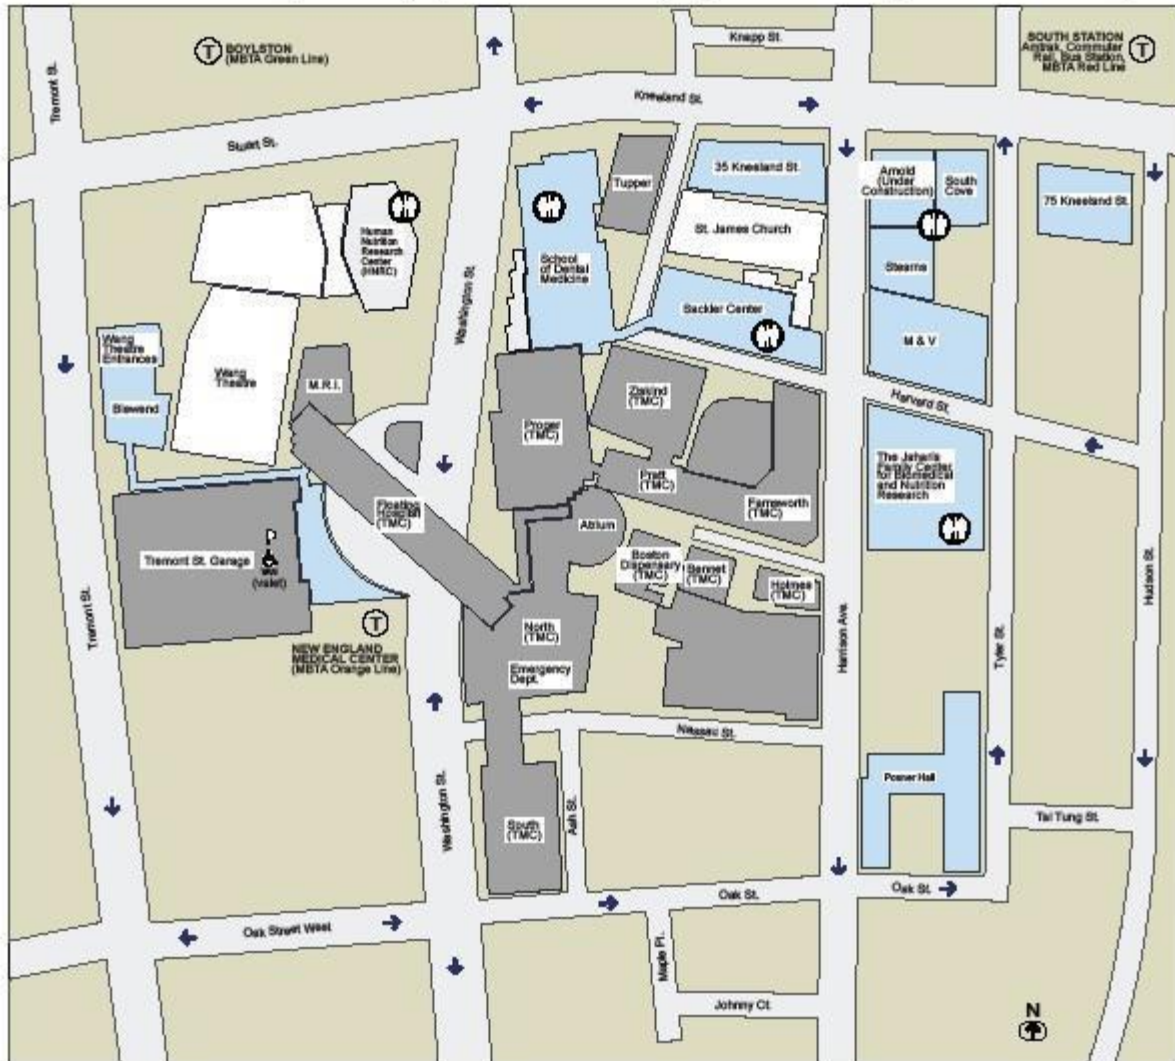 Knapp St.
T
BOYLSTON
(MBTA Green Line)
SOUTH STATION
Amtrak, Commuter
Rail, Bus Station,
MBTA Red Line
T
Tremont St.
Kneeland St.
Stuart St.
Tupper
35 Kneeland St.
Arnold
(Under
Construction)
South
Cove
75 Kneeland St.
Human
Nutrition
Research
Center
(HNRC)
St. James Church
School
of Dental
Medicine
Stearns
Washington St.
Sackler Center
Wang
Theatre
Entrances
M & V
Wang
Theatre
M.R.I.
Ziskind
(TMC)
Harvard St.
Biewend
Proger
(TMC)
The Jaharis
Family Center
for Biomedical
and Nutrition
Research
Pratt
(TMC)
Farnsworth
(TMC)
Floating
Hospital
(TMC)
Atrium
P
Tremont St. Garage
(valet)
Boston
Dispensary
(TMC)
Bennet
(TMC)
Holmes
(TMC)
Hudson St.
Tremont St.
T
NEW ENGLAND
MEDICAL CENTER
(MBTA Orange Line)
North
(TMC)
Emergency
Dept.
Harrison Ave.
Tyler St.
Nassau St.
Posner Hall
Washington St.
South
(TMC)
Ash St.
Tai Tung St.
Oak St.
Oak St.
Oak Street West
Maple Pl.
Johnny Ct.
N